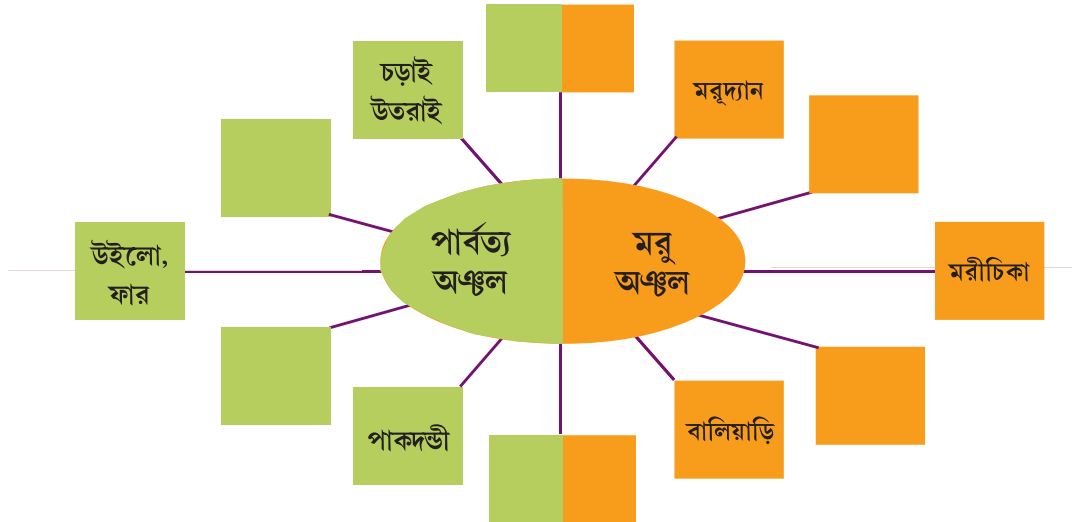 চড়াই
উতরাই
মরূদ্যান
উইলো,
ফার
পার্বত্য
অঞ্চল
মরু
অঞ্চল
মরীচিকা
পাকদন্ডী
বালিয়াড়ি